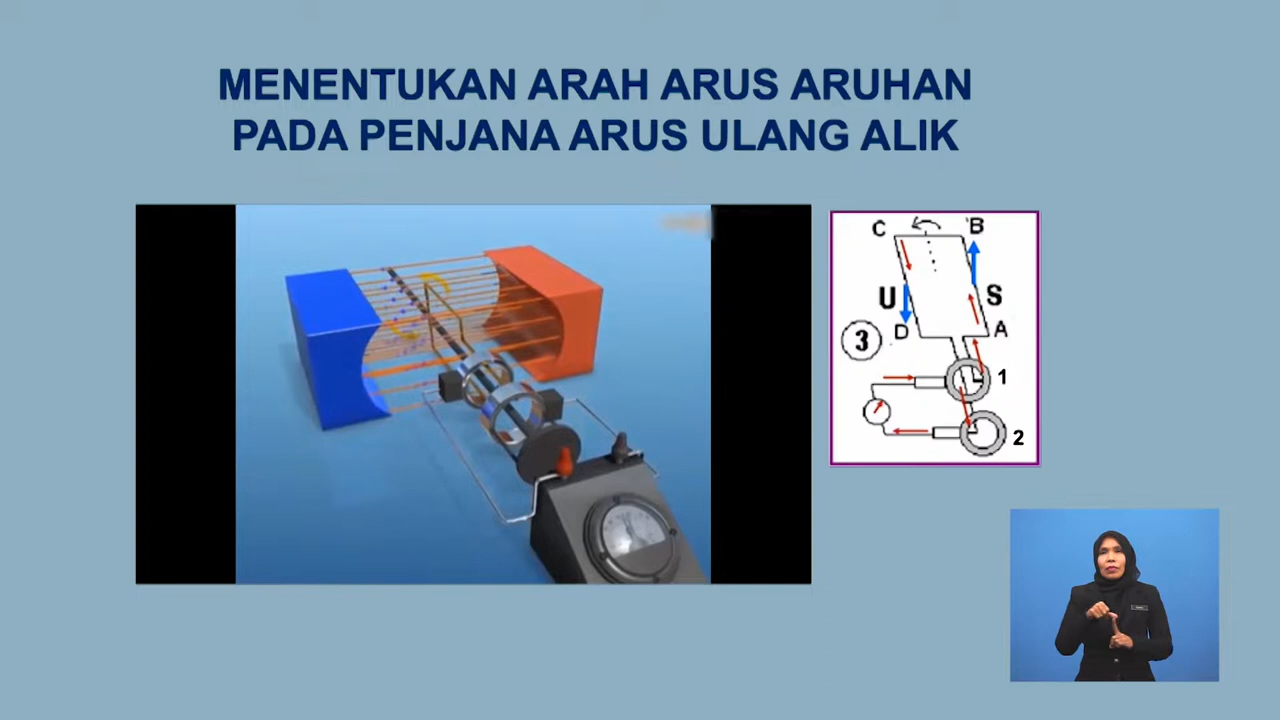 MENENTUKAN ARAH ARUS ARUHAN
PADA PENJANA ARUS ULANG ALIK
C
B
U
S
D
A
3
1
2